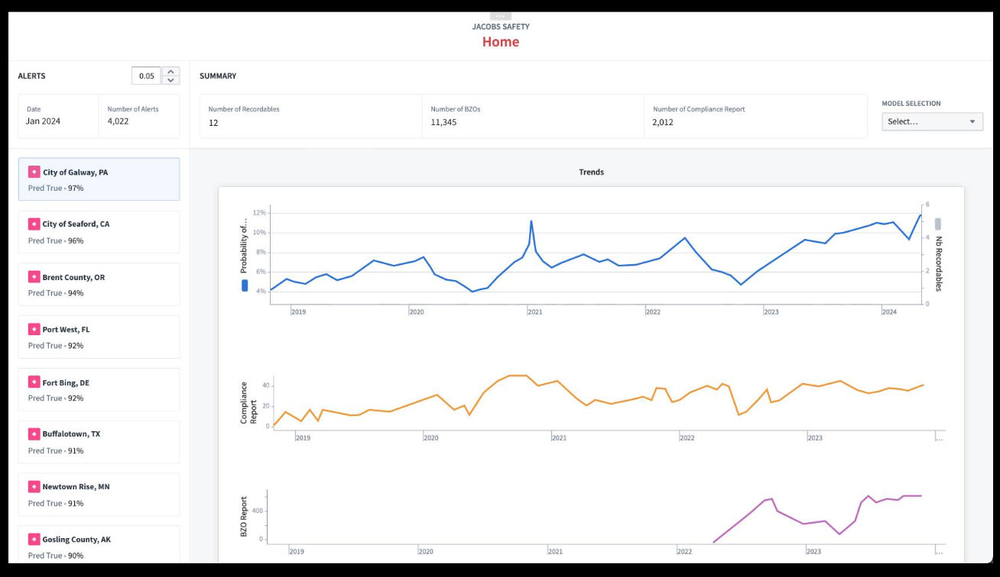 JACOBS SAFETY
Home
ALERTS
0.05
Date
Jan 2024
Number of Alerts
4,022
City of Galway, PA
Pred True • 97%
City of Seaford, CA
Pred True • 96%
Brent County, OR
Pred True • 94%
Port West, FL
Pred True • 92%
Fort Bing, DE
Pred True • 92%
Buffalotown, TX
Pred True • 91%
Newtown Rise, MN
Pred True • 91%
Gosling County, AK
Pred True • 90%
SUMMARY
Number of Recordables
12
Number of BZOs
11,345
Number of Compliance Report
2,012
MODEL SELECTION
Select...
Trends
Probability of...
12%
10%
8%
6%
4%
6
4
2
0
Nb Recordables
2019 2020 2021 2022 2023 2024
Compliance
Report
40
20
0
2019 2020 2021 2022 2023 ...
BZO Report
400
0
2019 2020 2021 2022 2023 ...